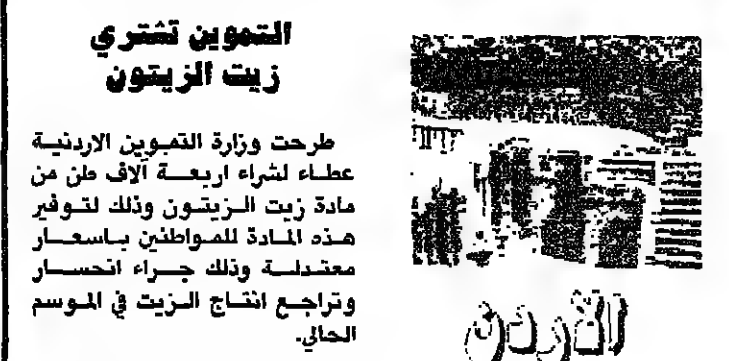 التموين تشتري
زيت الزيتون
طرحت وزارة التموين الاردنية
عطاء لشراء اربعة آلاف طن من
مادة زيت الزيتون وذلك لتوفير
هذه المادة للمواطنين باسعار
معتدلة وذلك جراء انحسار
وتراجع انتاج الزيت في الموسم
الحالي.
الأردن